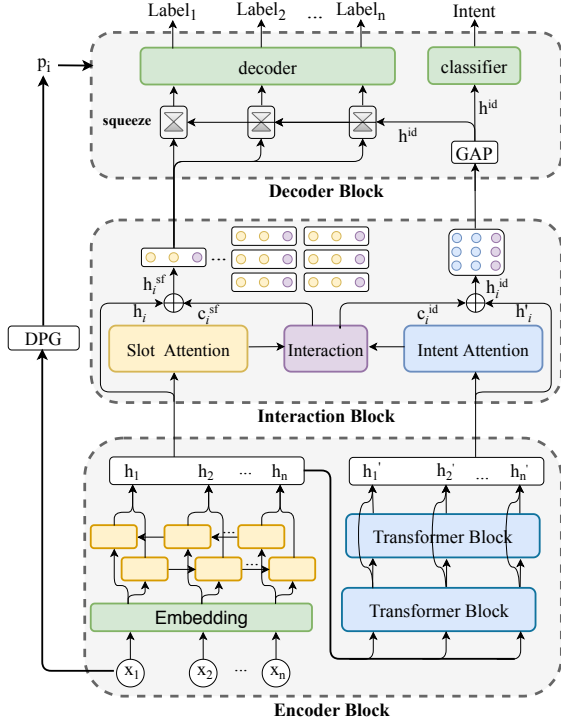 Label₁ Label₂ ... Labelₙ Intent
pᵢ decoder classifier
squeeze
hⁱᵈ hⁱᵈ
GAP
Decoder Block
...
hᵢˢᶠ hᵢⁱᵈ
hᵢ cᵢˢᶠ cᵢⁱᵈ h'ᵢ
DPG Slot Attention Interaction Intent Attention
Interaction Block
h₁ h₂ ... hₙ h₁' h₂' ... hₙ'
...
Transformer Block
...
Transformer Block
Embedding
x₁ x₂ ... xₙ
Encoder Block